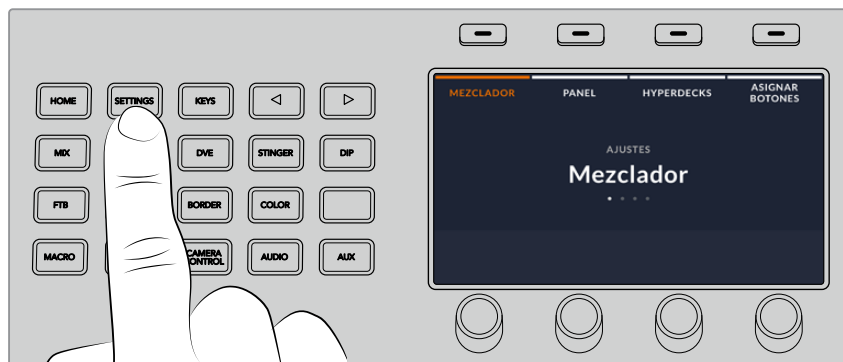 HOME SETTINGS KEYS
MIX DVE STINGER DIP
FTB BORDER COLOR
MACRO CAMERA CONTROL AUDIO AUX
MEZCLADOR PANEL HYPERDECKS ASIGNAR BOTONES
AJUSTES
Mezclador